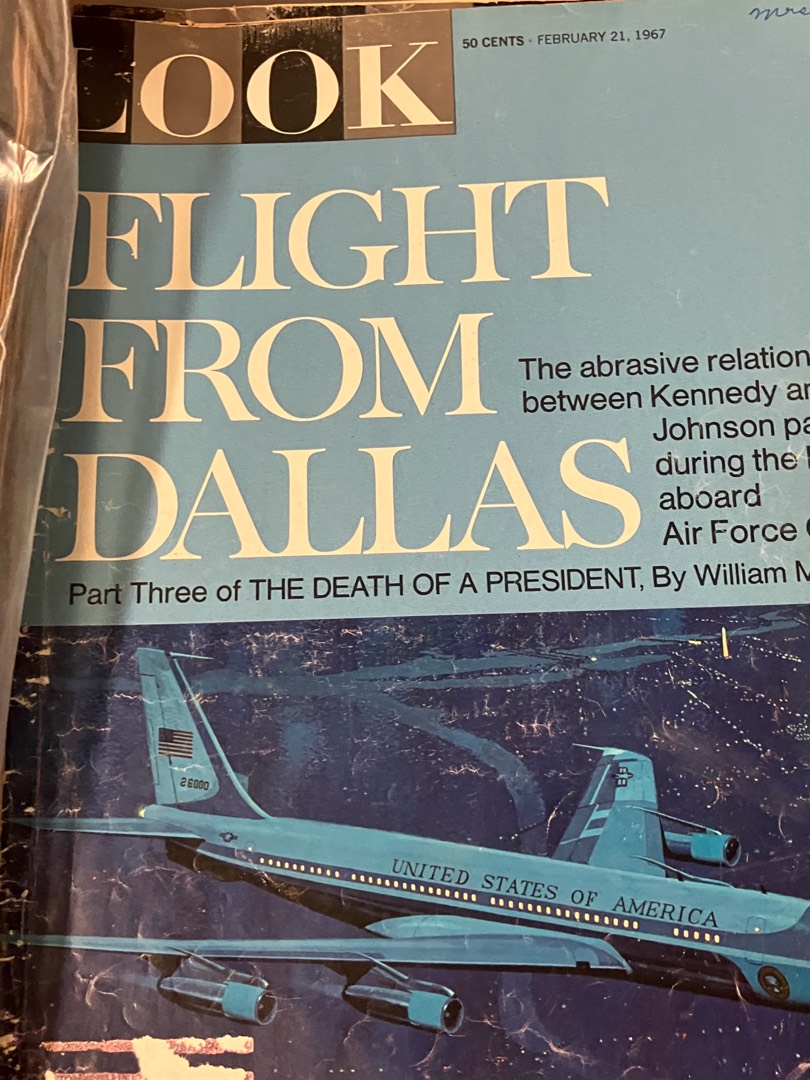 LOOK
50 CENTS · FEBRUARY 21, 1967
Mrs
FLIGHT
FROM
DALLAS
The abrasive relation
between Kennedy
Johnson
during the
aboard
Air Force
Part Three of THE DEATH OF A PRESIDENT, By William
26000
UNITED STATES OF AMERICA